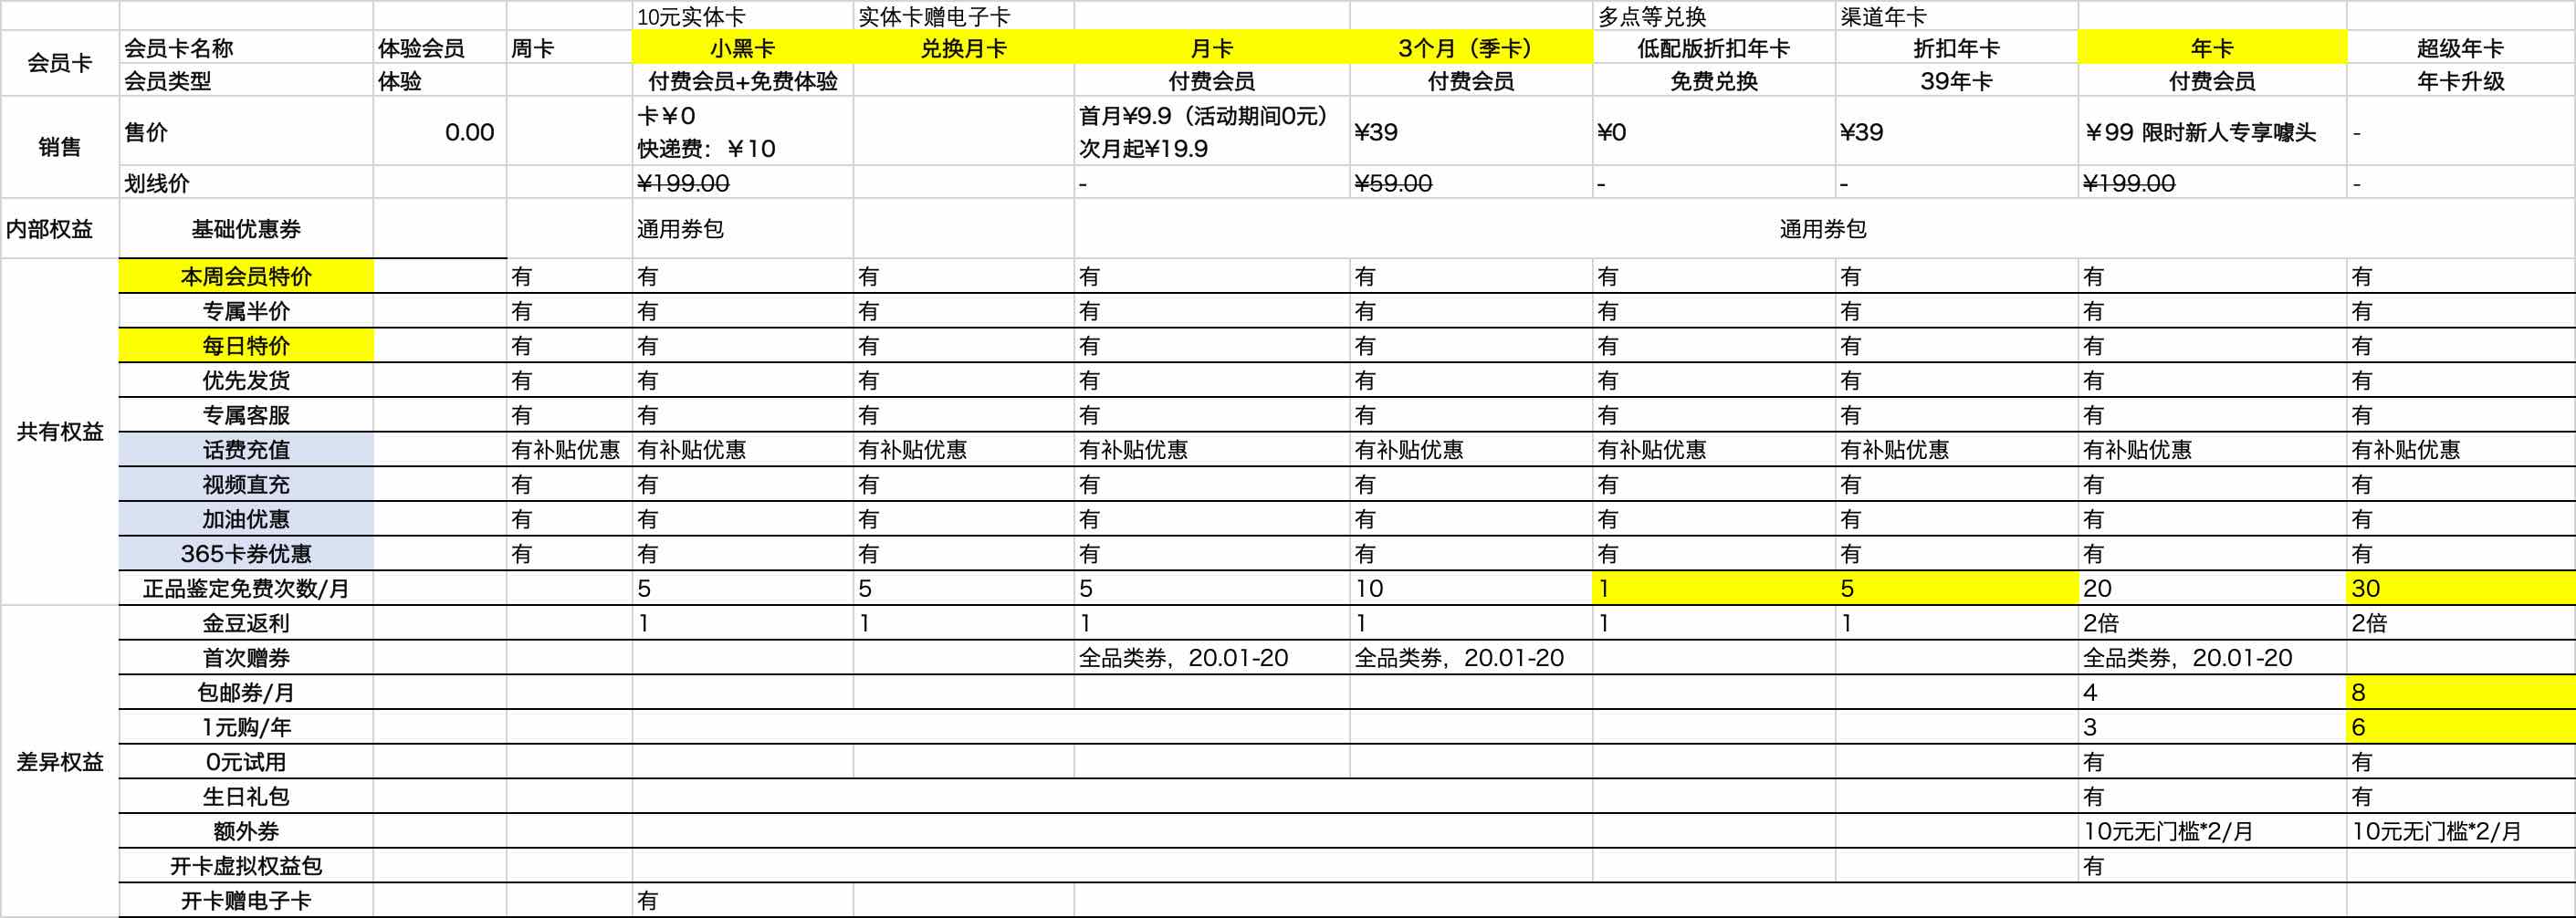 10元实体卡 实体卡赠电子卡 多点等兑换 渠道年卡
会员卡 会员卡名称 体验会员 周卡 小黑卡 兑换月卡 月卡 3个月（季卡） 低配版折扣年卡 折扣年卡 年卡 超级年卡
会员类型 体验 付费会员+免费体验 付费会员 付费会员 免费兑换 39年卡 付费会员 年卡升级
销售 售价 0.00 卡￥0 首月¥9.9（活动期间0元） ¥39 ¥0 ¥39 ￥99 限时新人专享噱头 -
快递费：￥10 次月起¥19.9
划线价 ¥199.00 - ¥59.00 - - ¥199.00 -
内部权益 基础优惠券 通用券包 通用券包
共有权益 本周会员特价 有 有 有 有 有 有 有 有 有
专属半价 有 有 有 有 有 有 有 有 有
每日特价 有 有 有 有 有 有 有 有 有
优先发货 有 有 有 有 有 有 有 有 有
专属客服 有 有 有 有 有 有 有 有 有
话费充值 有补贴优惠 有补贴优惠 有补贴优惠 有补贴优惠 有补贴优惠 有补贴优惠 有补贴优惠 有补贴优惠 有补贴优惠
视频直充 有 有 有 有 有 有 有 有 有
加油优惠 有 有 有 有 有 有 有 有 有
365卡券优惠 有 有 有 有 有 有 有 有 有
正品鉴定免费次数/月 5 5 5 10 1 5 20 30
差异权益 金豆返利 1 1 1 1 1 1 2倍 2倍
首次赠券 全品类券，20.01-20 全品类券，20.01-20 全品类券，20.01-20
包邮券/月 4 8
1元购/年 3 6
0元试用 有 有
生日礼包 有 有
额外券 10元无门槛*2/月 10元无门槛*2/月
开卡虚拟权益包 有
开卡赠电子卡 有